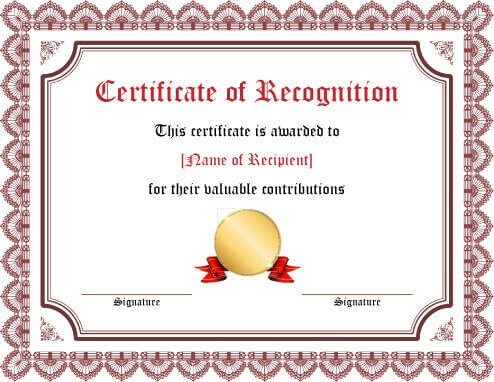 Certificate of Recognition
This certificate is awarded to
[Name of Recipient]
for their valuable contributions
Signature
Signature